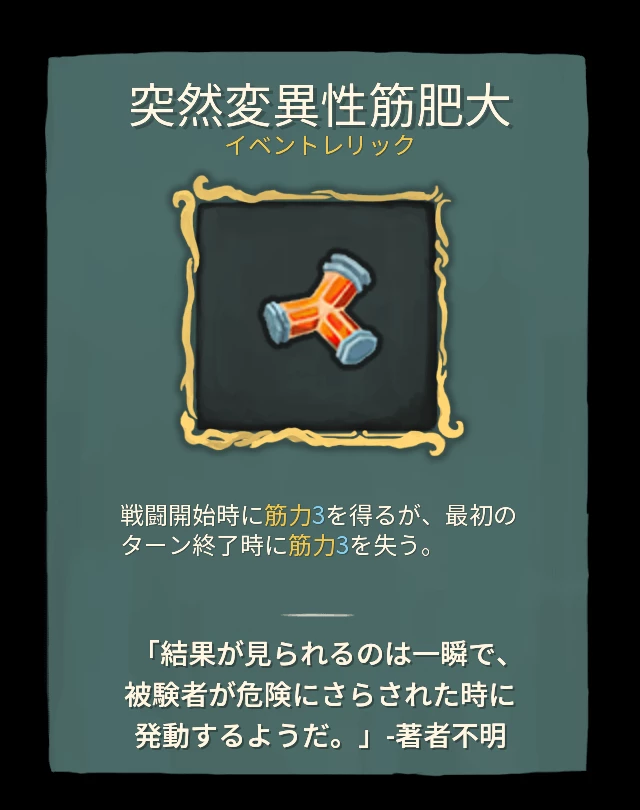 突然変異性筋肥大
イベントレリック
戦闘開始時に筋力3を得るが、最初の
ターン終了時に筋力3を失う。
「結果が見られるのは一瞬で、
被験者が危険にさらされた時に
発動するようだ。」-著者不明